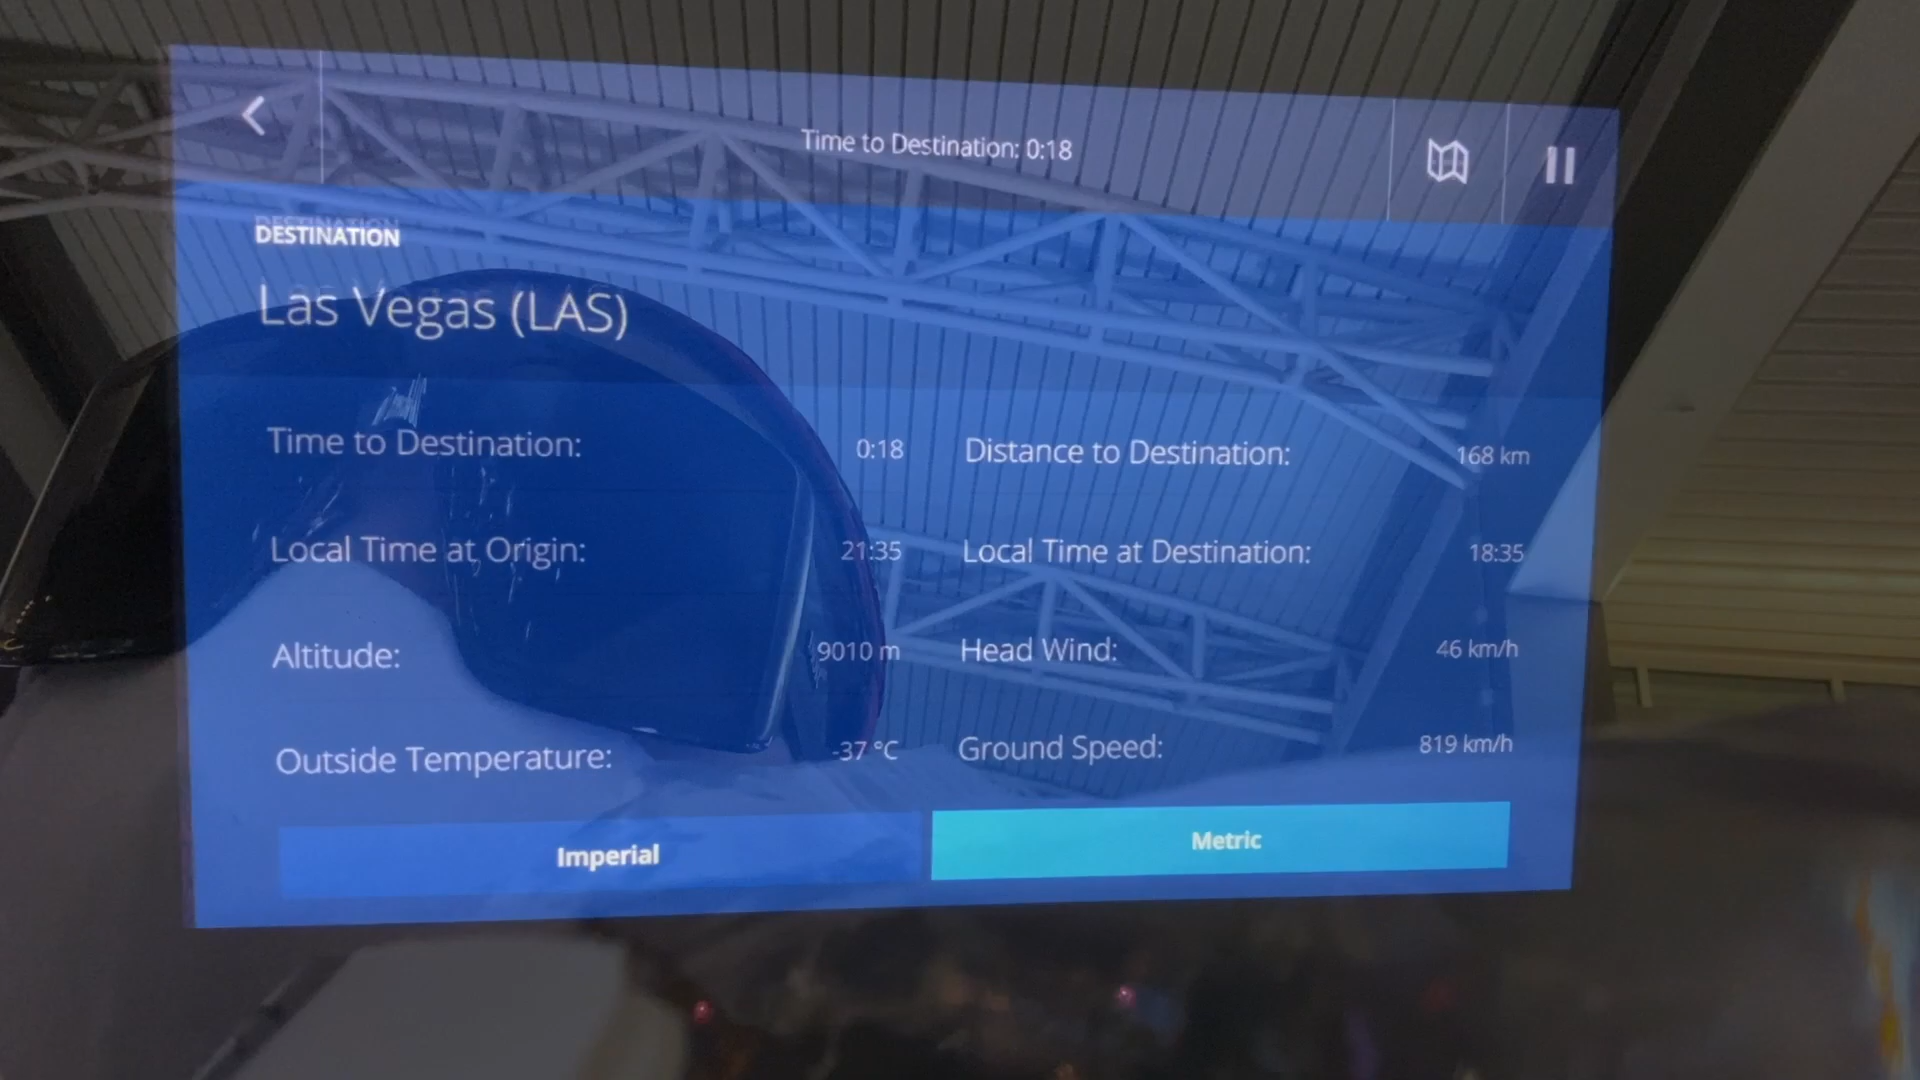 Time to Destination: 0:18
DESTINATION
Las Vegas (LAS)
Time to Destination: 0:18 Distance to Destination: 168 km
Local Time at Origin: 21:35 Local Time at Destination: 18:35
Altitude: 9010 m Head Wind: 46 km/h
Outside Temperature: -37 °C Ground Speed: 819 km/h
Imperial Metric